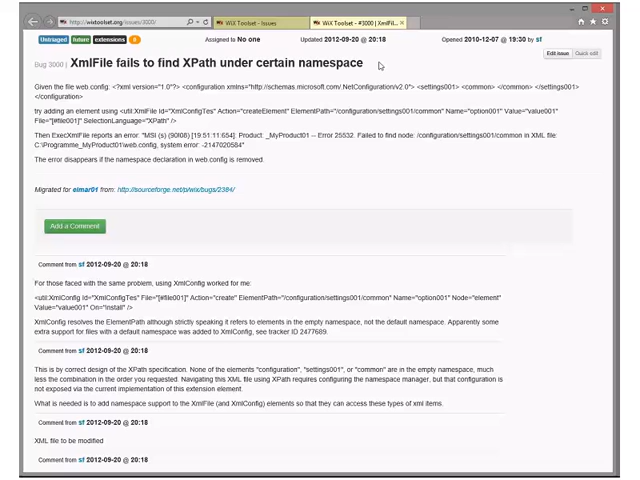 http://wixtoolset.org/issues/3000/
WiX Toolset - Issues
WiX Toolset - #3000 | XmlFil...
Untriaged future extensions
Assigned to No one
Updated 2012-09-20 @ 20:18
Opened 2010-12-07 @ 19:30 by sf
Edit issue Quick edit
Bug 3000 | XmlFile fails to find XPath under certain namespace
Given the file web config: <?xml version="1.0"?> <configuration xmlns="http://schemas.microsoft.com/.NetConfiguration/v2.0"> <settings001> <common> </common> </settings001>
</configuration>
try adding an element using <util:XmlFile Id="XmlConfigTes" Action="createElement" ElementPath="/configuration/settings001/common" Name="option001" Value="value001"
File="[#file001]" SelectionLanguage="XPath" />
Then ExecXmlFile reports an error: "MSI (s) (90!08) [19:51:11:654]: Product: _MyProduct01 -- Error 25532. Failed to find node: /configuration/settings001/common in XML file:
C:\Programme_MyProduct01\web.config, system error: -2147020584"
The error disappears if the namespace declaration in web.config is removed.
Migrated for elmar01 from: http://sourceforge.net/p/wix/bugs/2384/
Add a Comment
Comment from sf 2012-09-20 @ 20:18
For those faced with the same problem, using XmlConfig worked for me:
<util:XmlConfig Id="XmlConfigTes" File="[#file001]" Action="create" ElementPath="/configuration/settings001/common" Name="option001" Node="element"
Value="value001" On="install" />
XmlConfig resolves the ElementPath although strictly speaking it refers to elements in the empty namespace, not the default namespace. Apparently some
extra support for files with a default namespace was added to XmlConfig, see tracker ID 2477689.
Comment from sf 2012-09-20 @ 20:18
This is by correct design of the XPath specification. None of the elements "configuration", "settings001", or "common" are in the empty namespace, much
less the combination in the order you requested. Navigating this XML file using XPath requires configuring the namespace manager, but that configuration is
not exposed via the current implementation of this extension element.
What is needed is to add namespace support to the XmlFile (and XmlConfig) elements so that they can access these types of xml items.
Comment from sf 2012-09-20 @ 20:18
XML file to be modified
Comment from sf 2012-09-20 @ 20:18